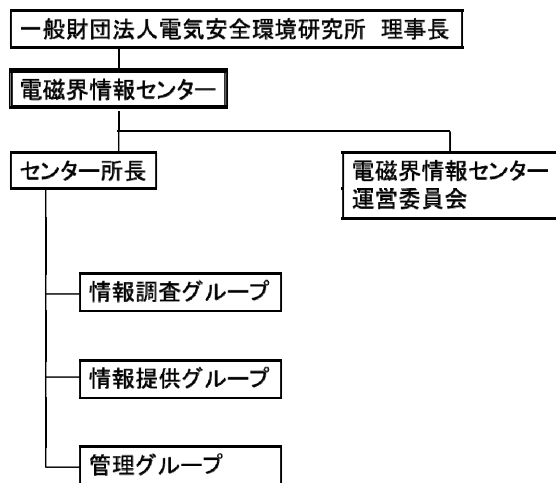 一般財団法人電気安全環境研究所 理事長
電磁界情報センター
センター所長
電磁界情報センター
運営委員会
情報調査グループ
情報提供グループ
管理グループ